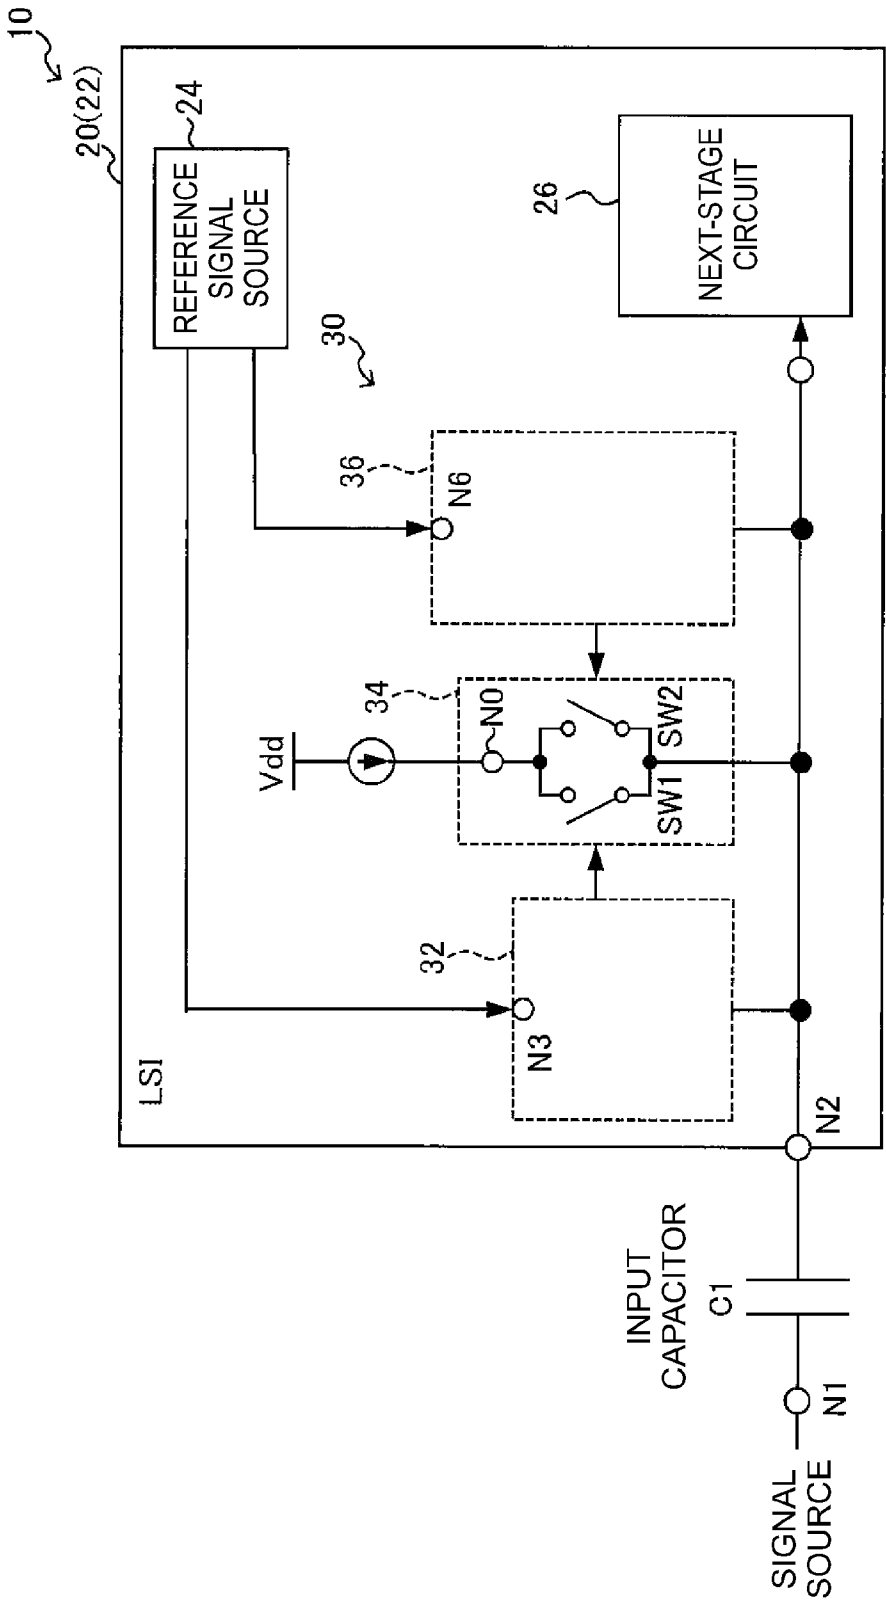 10
20(22)
LSI
REFERENCE
SIGNAL
SOURCE
24
30
Vdd
32
N3
34
N0
SW1
SW2
36
N6
26
NEXT-STAGE
CIRCUIT
INPUT
CAPACITOR
C1
N2
N1
SIGNAL
SOURCE